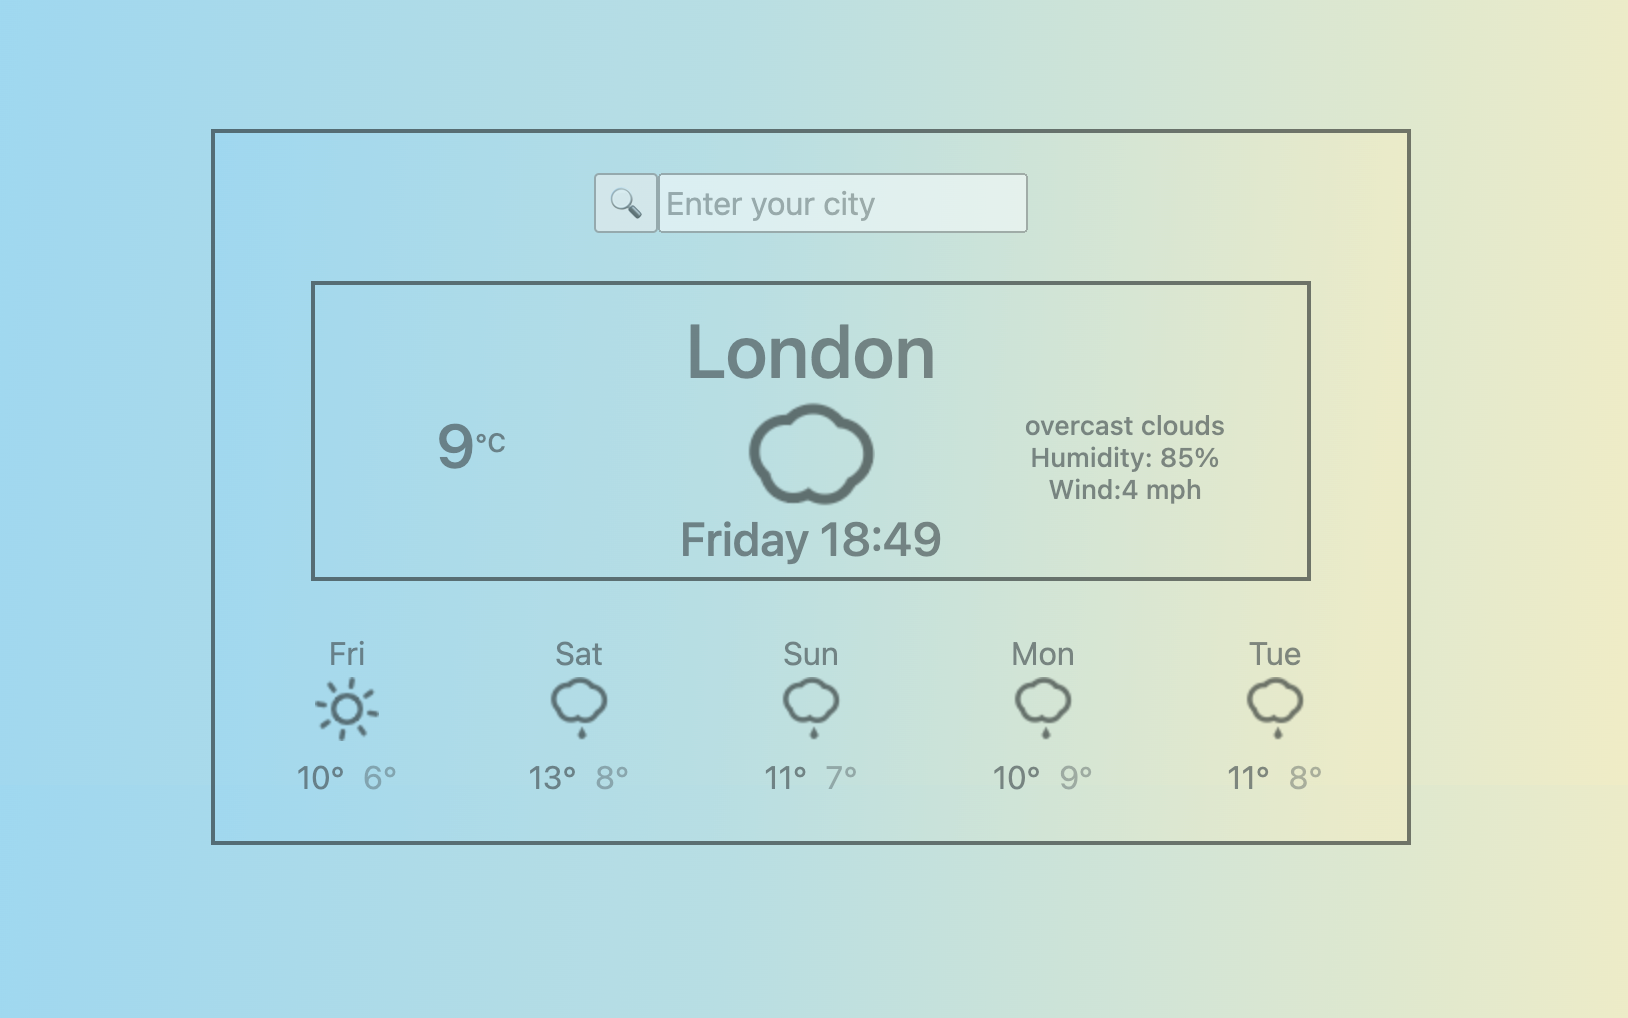 Enter your city
London
9°C
overcast clouds
Humidity: 85%
Wind:4 mph
Friday 18:49
Fri Sat Sun Mon Tue
10° 6° 13° 8° 11° 7° 10° 9° 11° 8°